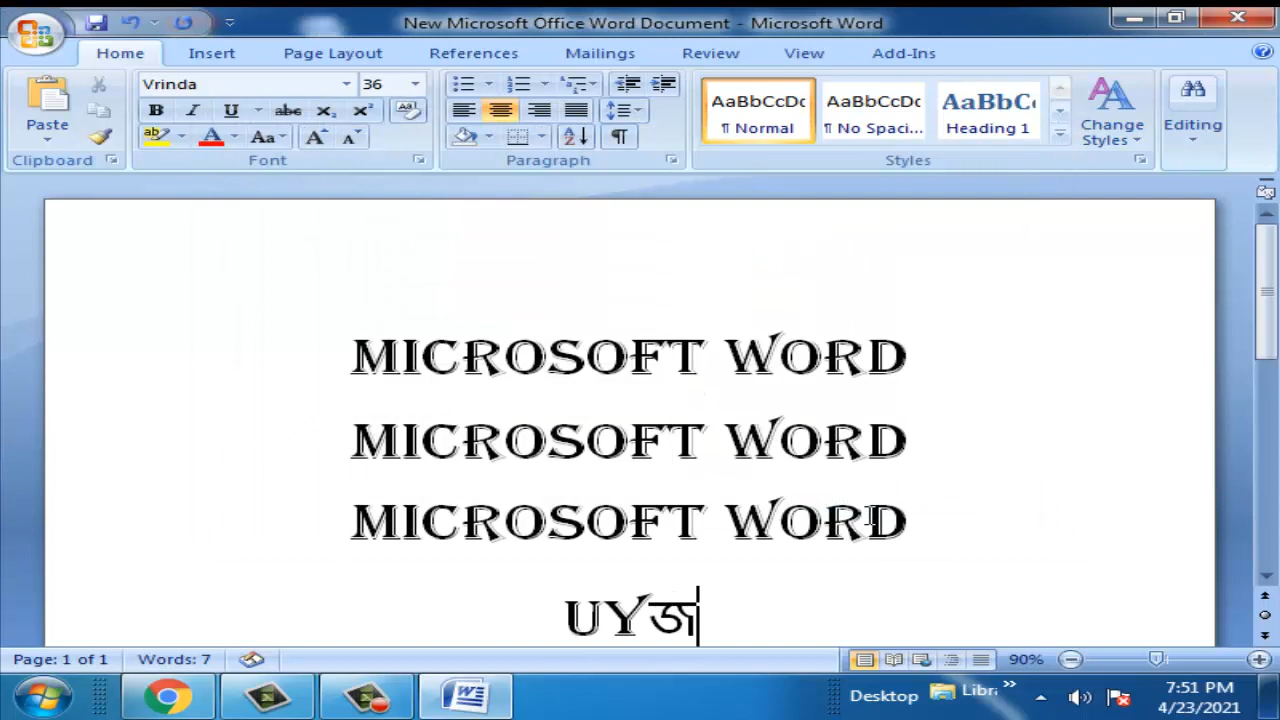 New Microsoft Office Word Document - Microsoft Word
Home Insert Page Layout References Mailings Review View Add-Ins
Vrinda 36
AaBbCcDc AaBbCcDc AaBbC
¶ Normal ¶ No Spaci... Heading 1
Paste Change Styles Editing
Clipboard Font Paragraph Styles
MICROSOFT WORD
MICROSOFT WORD
MICROSOFT WORD
UYজ
Page: 1 of 1 Words: 7 90%
Desktop Libra
7:51 PM
4/23/2021